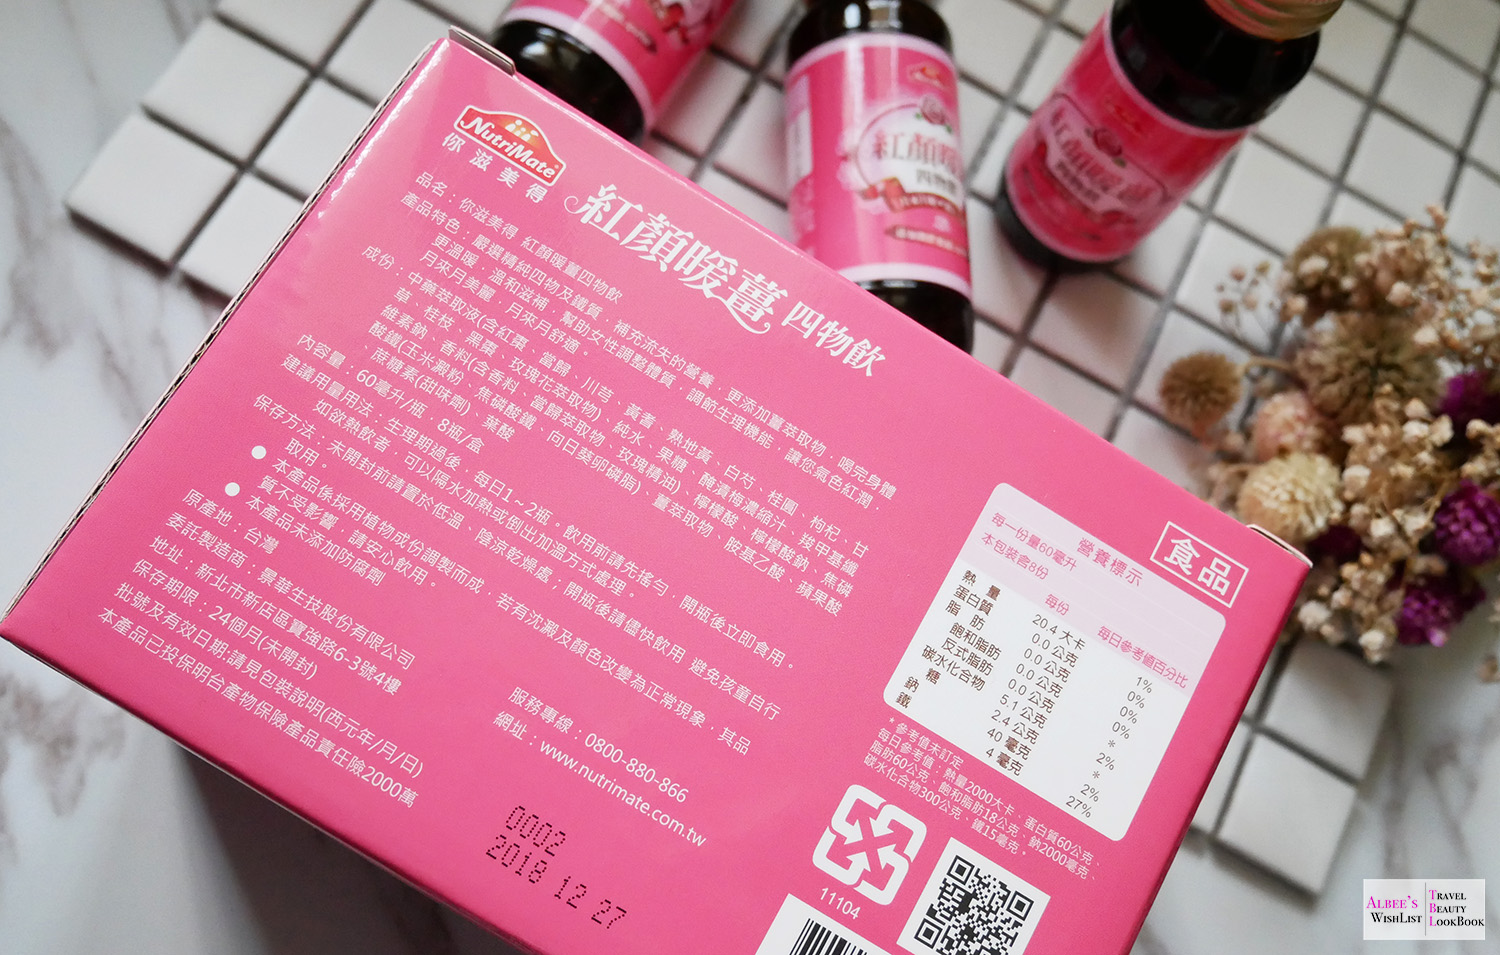 NutriMate
你滋美得
紅顏暖薑 四物飲
品名：你滋美得 紅顏暖薑四物飲
產品特色：嚴選精純四物及鐵質，補充流失的營養，更添加薑萃取物，喝完身體
更溫暖，溫和滋補，幫助女性調整體質，調節生理機能，讓您氣色紅潤，
月來月美麗，月來月舒適。
成份：中藥萃取液(含紅棗、當歸、川芎、黃耆、熟地黃、白芍、桂圓、枸杞、甘
草、桂枝、黑棗、玫瑰花萃取物)、純水、果糖、醃漬梅濃縮汁、羧甲基纖
維素鈉、香料(含香料、當歸萃取物、玫瑰精油)、檸檬酸、檸檬酸鈉、焦磷
酸鐵(玉米澱粉、焦磷酸鐵、向日葵卵磷脂)、薑萃取物、胺基乙酸、蘋果酸
蔗糖素(甜味劑)、葉酸
內容量：60毫升/瓶，8瓶/盒
建議用量用法：生理期過後，每日1~2瓶。飲用前請先搖勻，開瓶後立即食用。
如欲熱飲者，可以隔水加熱或倒出加溫方式處理。
保存方法：未開封前請置於低溫、陰涼乾燥處；開瓶後請儘快飲用 避免孩童自行
取用。
● 本產品係採用植物成份調製而成，若有沈澱及顏色改變為正常現象，其品
質不受影響，請安心飲用。
● 本產品未添加防腐劑
原產地：台灣
委託製造商：景華生技股份有限公司
地址：新北市新店區寶強路6-3號4樓
保存期限：24個月(未開封)
批號及有效日期:請見包裝說明(西元年/月/日)
本產品已投保明台產物保險產品責任險2000萬
服務專線：0800-880-866
網址：www.nutrimate.com.tw
0002
2018 12 27
食品
營養標示
每一份量60毫升
本包裝含8份
每份 每日參考值百分比
熱量 20.4 大卡 1%
蛋白質 0.0 公克 0%
脂肪 0.0 公克 0%
飽和脂肪 0.0 公克 0%
反式脂肪 0.0 公克 *
碳水化合物 5.1 公克 2%
糖 2.4 公克 *
鈉 40 毫克 2%
鐵 4 毫克 27%
*參考值未訂定
每日參考值：熱量2000大卡、蛋白質60公克、
脂肪60公克、飽和脂肪18公克、鈉2000毫克、
碳水化合物300公克、鐵15毫克。
11104
紅顏暖
四物飲
紅顏暖薑
ALBEE'S WISHLIST
TRAVEL
BEAUTY
LOOKBOOK